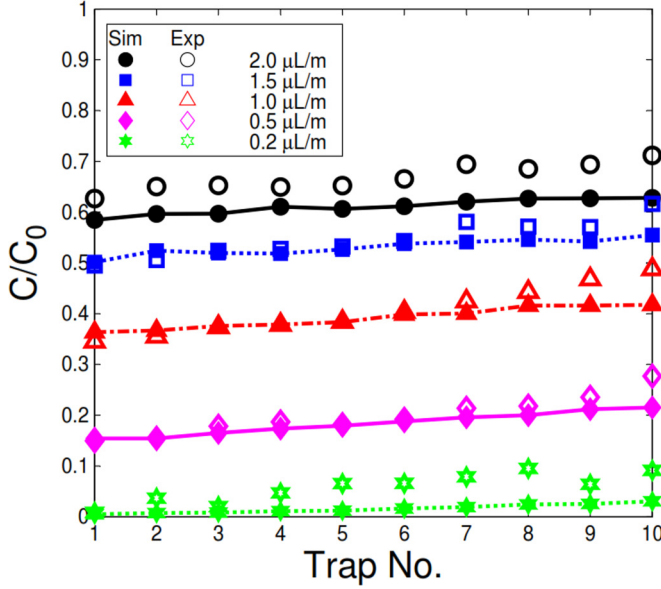 1
Sim Exp
0.9
2.0 μL/m
1.5 μL/m
0.8
1.0 μL/m
0.5 μL/m
0.2 μL/m
0.7
0.6
C/C0
0.5
0.4
0.3
0.2
0.1
0
1 2 3 4 5 6 7 8 9 10
Trap No.